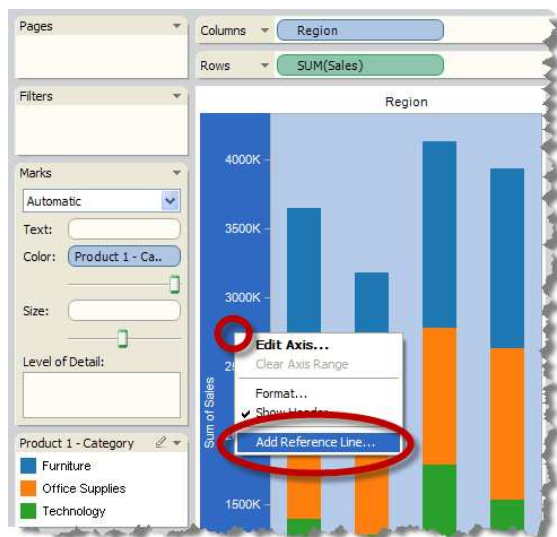 Pages
Columns
Region
Rows
SUM(Sales)
Filters
Region
Marks
Automatic
Text:
Color:
Product 1 - Ca..
Size:
Level of Detail:
Product 1 - Category
Furniture
Office Supplies
Technology
4000K
3500K
3000K
1500K
Sum of Sales
Edit Axis...
Clear Axis Range
Format...
Show Header
Add Reference Line...